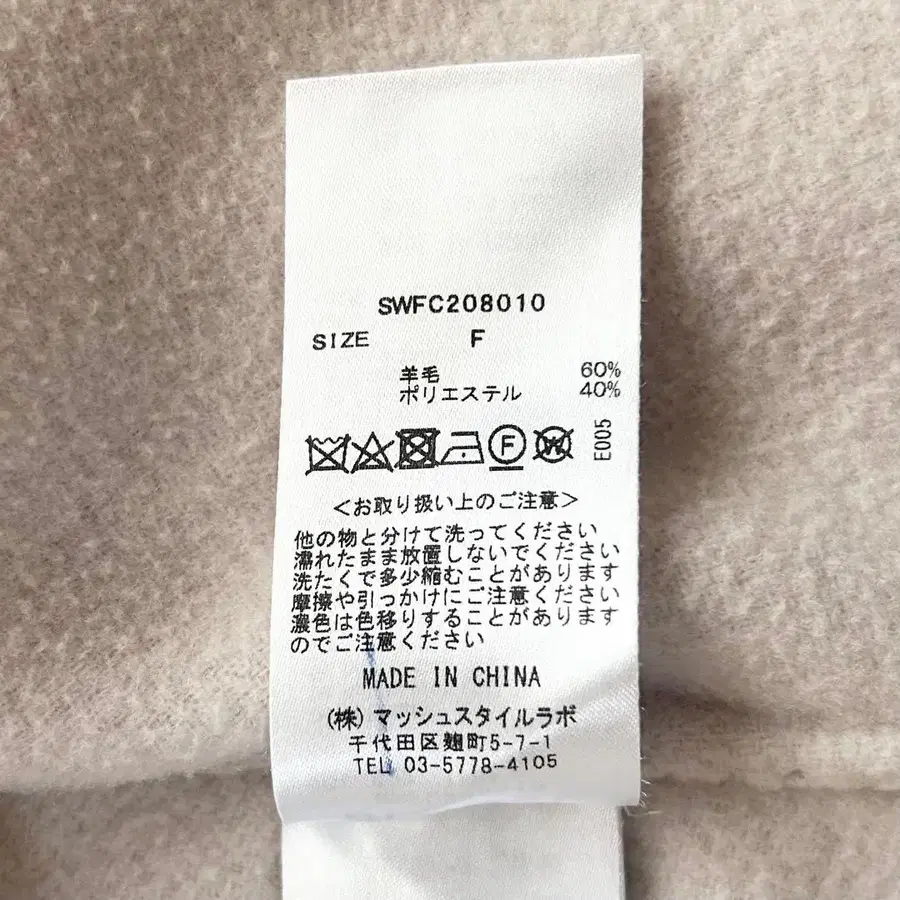 SWFC208010
SIZE F
羊毛 60%
ポリエステル 40%
F W E005
<お取り扱い上のご注意>
他の物と分けて洗ってください
濡れたまま放置しないでください
洗たくで多少縮むことがあります
摩擦や引っかけにご注意ください
濃色は色移りすることがあります
のでご注意ください
MADE IN CHINA
(株)マッシュスタイルラボ
千代田区麹町5-7-1
TEL 03-5778-4105